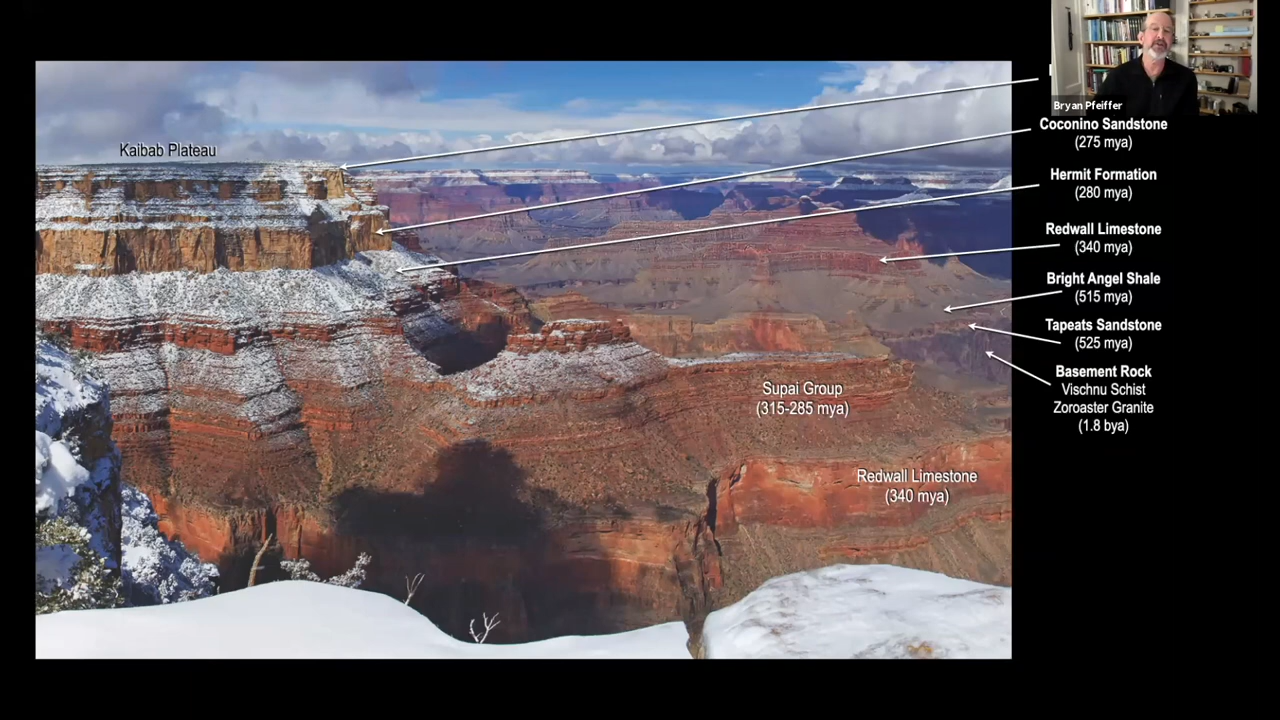 Bryan Pfeiffer
Kaibab Plateau
Coconino Sandstone
(275 mya)
Hermit Formation
(280 mya)
Redwall Limestone
(340 mya)
Bright Angel Shale
(515 mya)
Tapeats Sandstone
(525 mya)
Basement Rock
Vischnu Schist
Zoroaster Granite
(1.8 bya)
Supai Group
(315-285 mya)
Redwall Limestone
(340 mya)